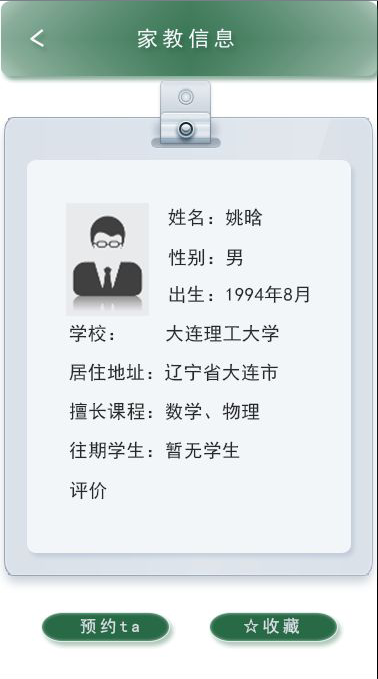 家教信息
姓名：姚晗
性别：男
出生：1994年8月
学校： 大连理工大学
居住地址：辽宁省大连市
擅长课程：数学、物理
往期学生：暂无学生
评价
预约ta
☆收藏